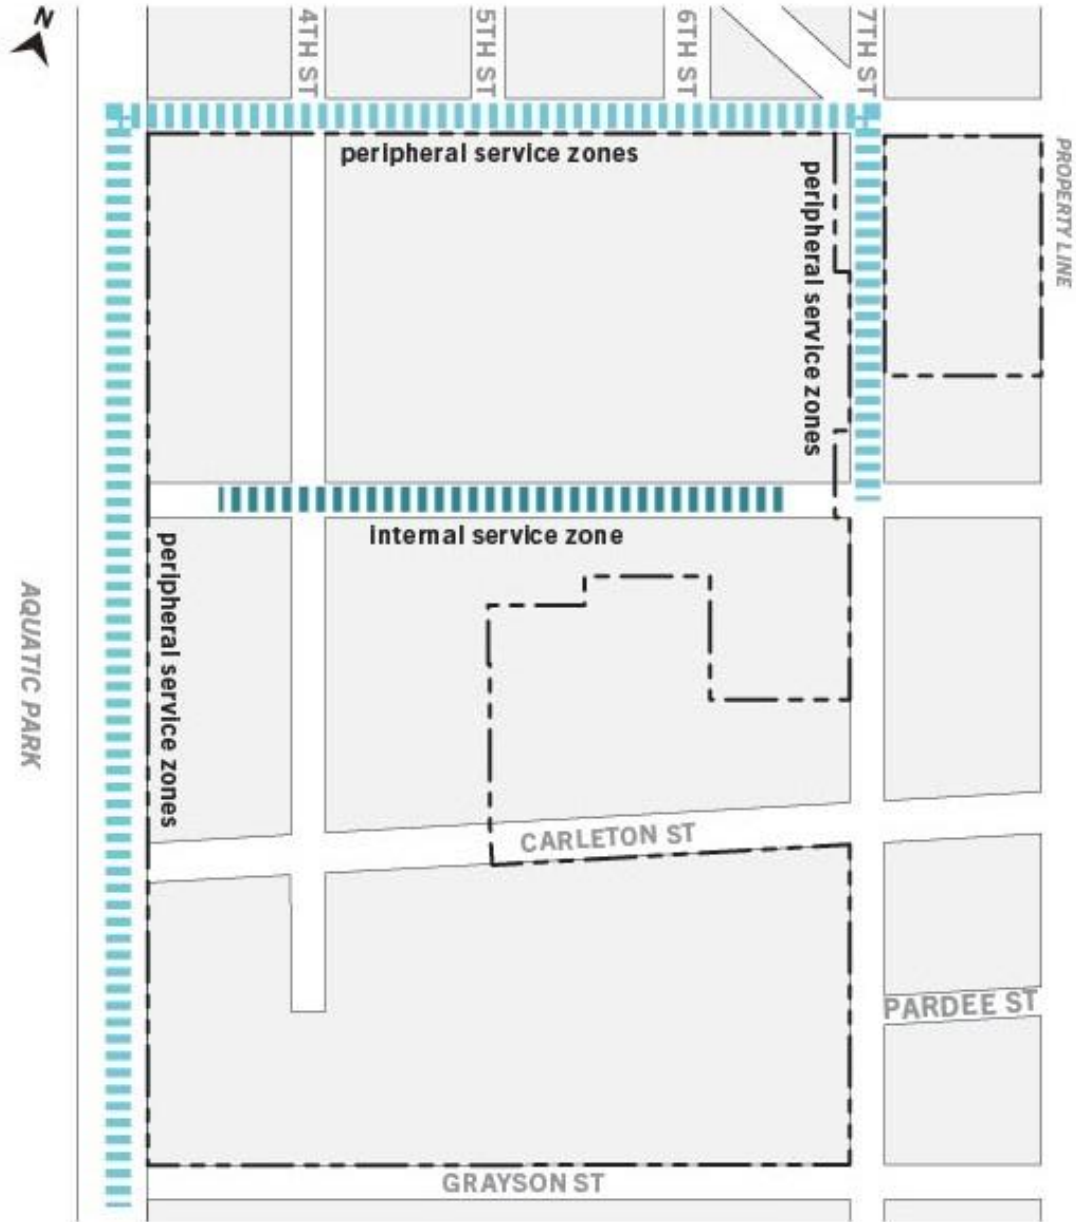 N
4TH ST
5TH ST
6TH ST
7TH ST
peripheral service zones
peripheral service zones
PROPERTY LINE
internal service zone
peripheral service zones
AQUATIC PARK
CARLETON ST
PARDEE ST
GRAYSON ST